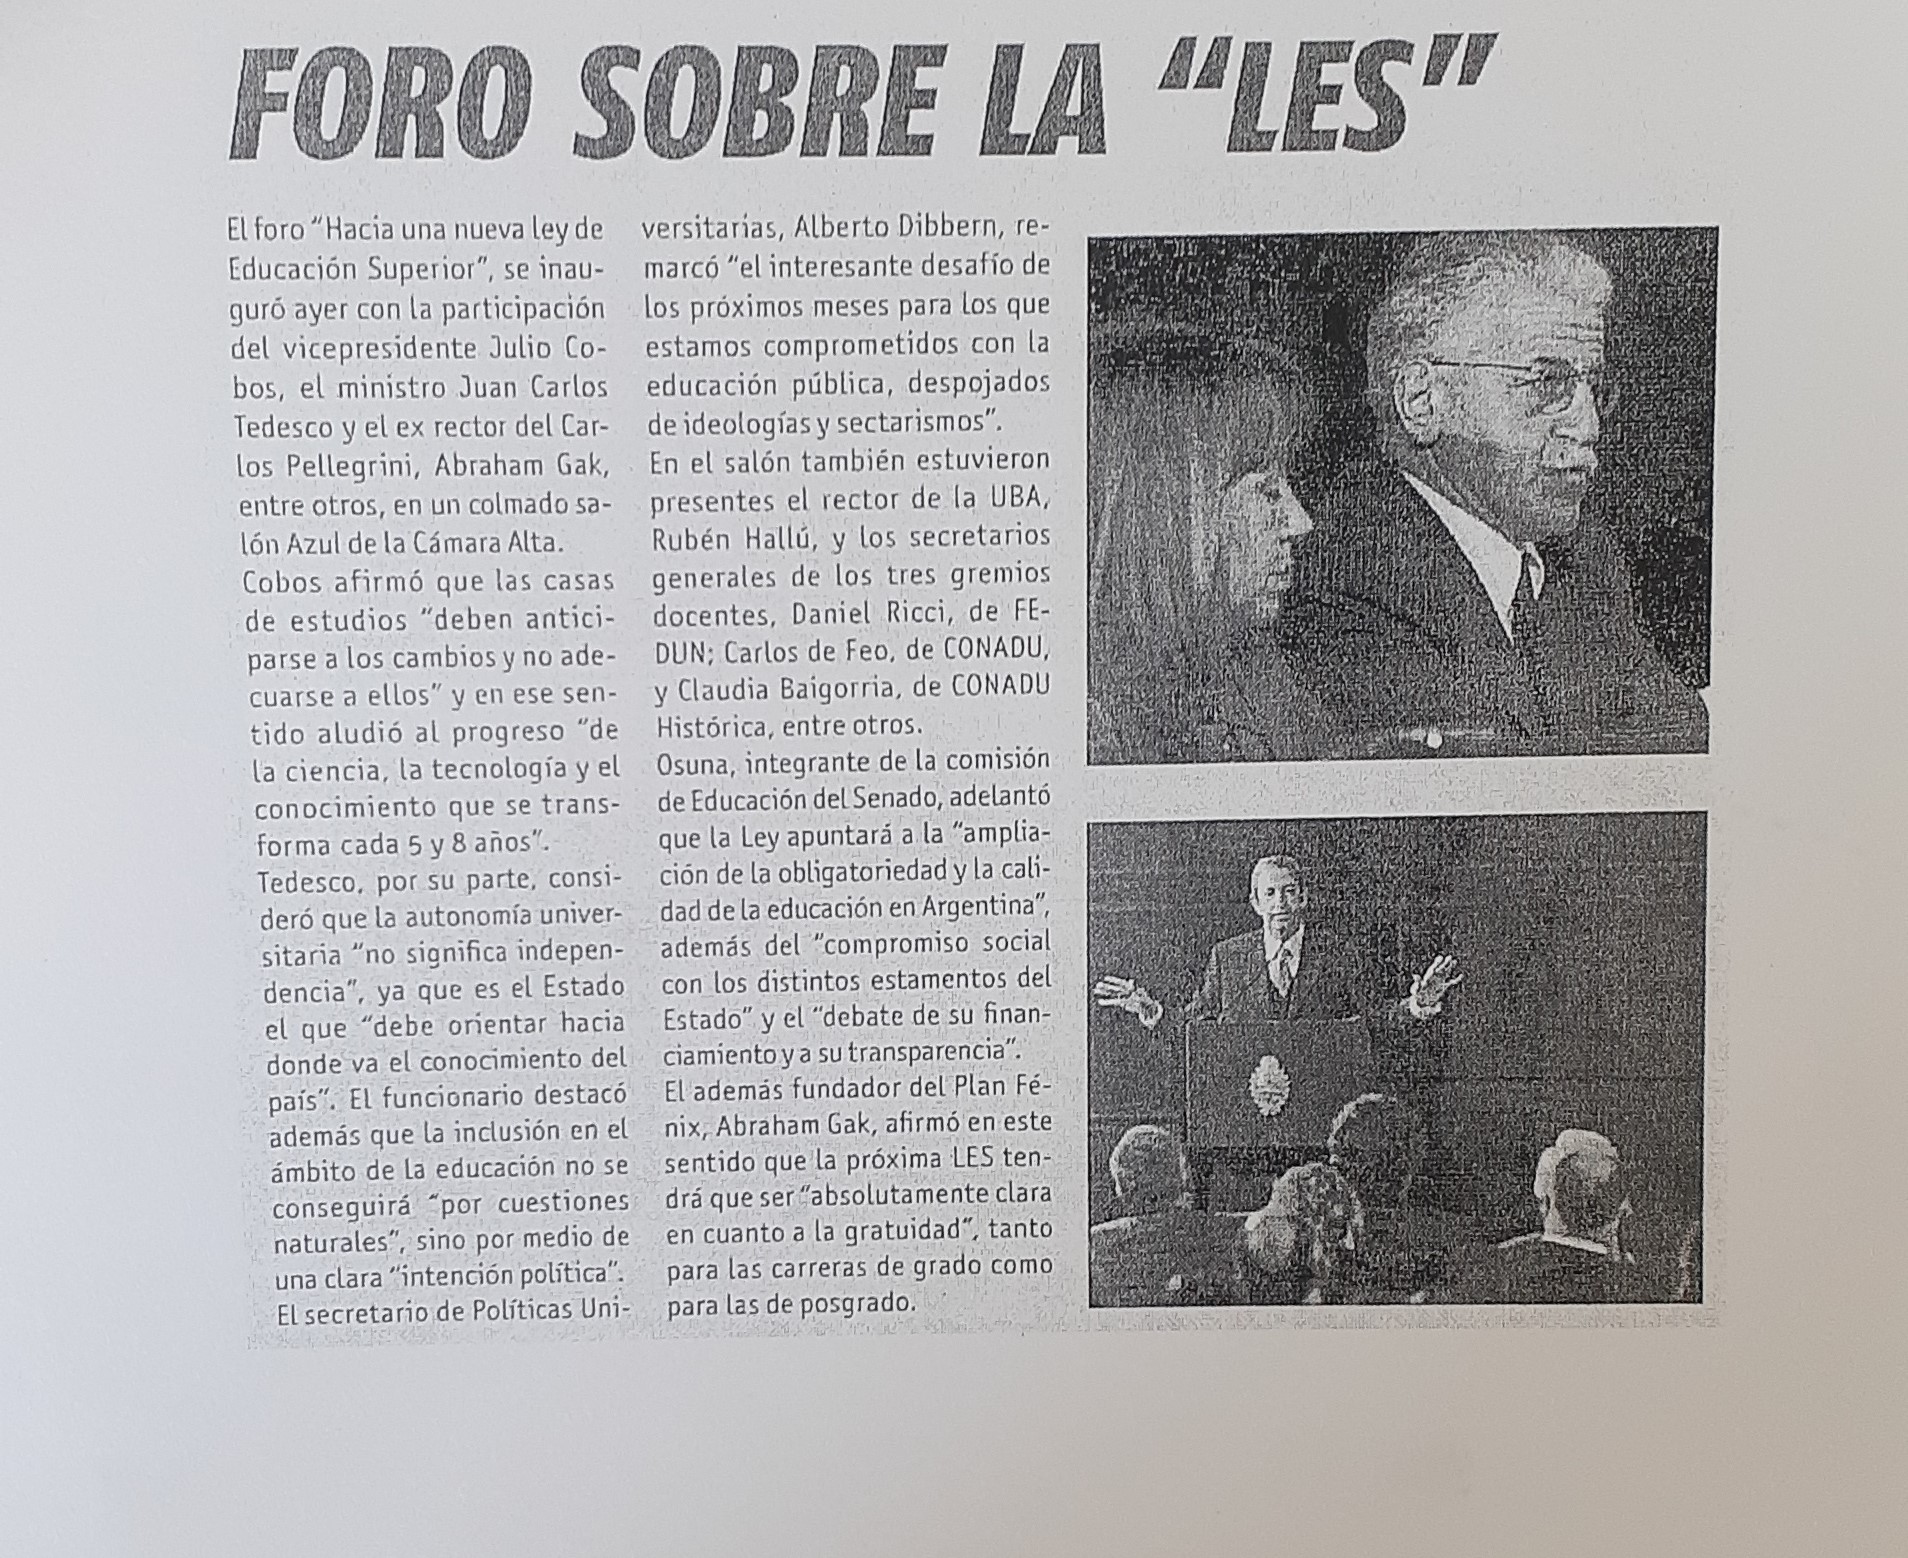 FORO SOBRE LA “LES”
El foro “Hacia una nueva ley de
Educación Superior”, se inau-
guró ayer con la participación
del vicepresidente Julio Co-
bos, el ministro Juan Carlos
Tedesco y el ex rector del Car-
los Pellegrini, Abraham Gak,
entre otros, en un colmado sa-
lón Azul de la Cámara Alta.
Cobos afirmó que las casas
de estudios “deben antici-
parse a los cambios y no ade-
cuarse a ellos” y en ese sen-
tido aludió al progreso “de
la ciencia, la tecnología y el
conocimiento que se trans-
forma cada 5 y 8 años”.
Tedesco, por su parte, consi-
deró que la autonomía univer-
sitaria “no significa indepen-
dencia”, ya que es el Estado
el que “debe orientar hacia
donde va el conocimiento del
país”. El funcionario destacó
además que la inclusión en el
ámbito de la educación no se
conseguirá “por cuestiones
naturales”, sino por medio de
una clara “intención política”.
El secretario de Políticas Uni-
versitarias, Alberto Dibbern, re-
marcó “el interesante desafío de
los próximos meses para los que
estamos comprometidos con la
educación pública, despojados
de ideologías y sectarismos”.
En el salón también estuvieron
presentes el rector de la UBA,
Rubén Hallú, y los secretarios
generales de los tres gremios
docentes, Daniel Ricci, de FE-
DUN; Carlos de Feo, de CONADU,
y Claudia Baigorria, de CONADU
Histórica, entre otros.
Osuna, integrante de la comisión
de Educación del Senado, adelantó
que la Ley apuntará a la “amplia-
ción de la obligatoriedad y la cali-
dad de la educación en Argentina”,
además del “compromiso social
con los distintos estamentos del
Estado” y el “debate de su finan-
ciamiento y a su transparencia”.
El además fundador del Plan Fé-
nix, Abraham Gak, afirmó en este
sentido que la próxima LES ten-
drá que ser “absolutamente clara
en cuanto a la gratuidad”, tanto
para las carreras de grado como
para las de posgrado.